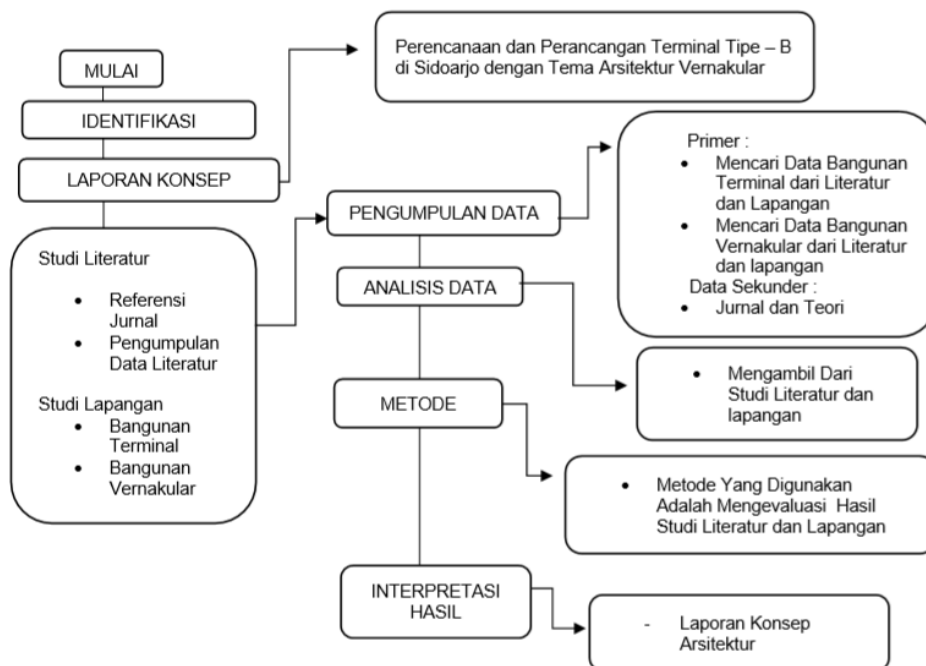 MULAI
IDENTIFIKASI
LAPORAN KONSEP
Perencanaan dan Perancangan Terminal Tipe – B
di Sidoarjo dengan Tema Arsitektur Vernakular
Studi Literatur
• Referensi
Jurnal
• Pengumpulan
Data Literatur
Studi Lapangan
• Bangunan
Terminal
• Bangunan
Vernakular
PENGUMPULAN DATA
Primer :
• Mencari Data Bangunan
Terminal dari Literatur
dan Lapangan
• Mencari Data Bangunan
Vernakular dari Literatur
dan lapangan
Data Sekunder :
• Jurnal dan Teori
ANALISIS DATA
• Mengambil Dari
Studi Literatur dan
lapangan
METODE
• Metode Yang Digunakan
Adalah Mengevaluasi Hasil
Studi Literatur dan Lapangan
INTERPRETASI
HASIL
- Laporan Konsep
Arsitektur